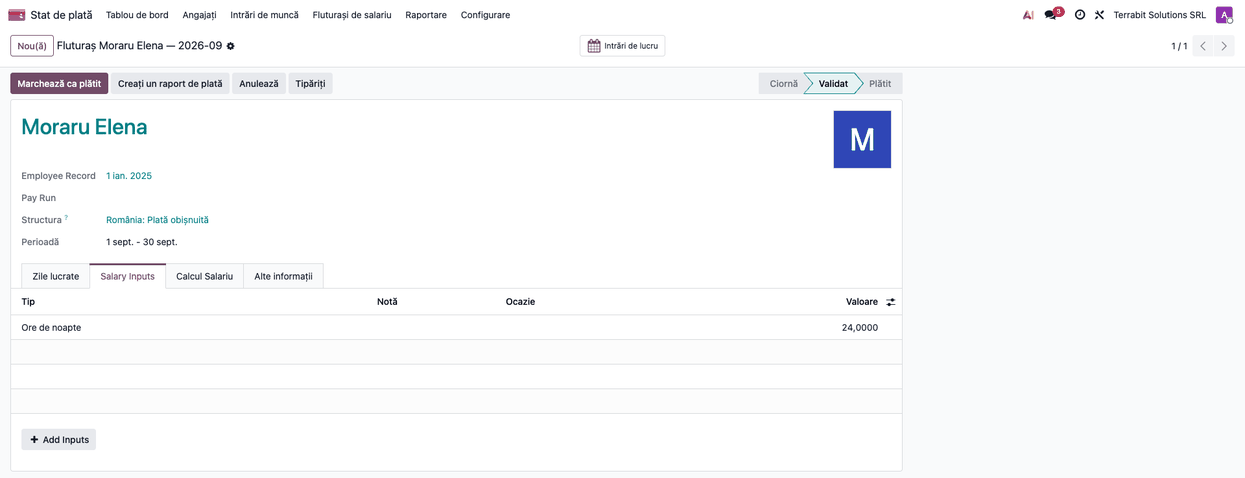 Stat de plată Tablou de bord Angajați Intrări de muncă Fluturași de salariu Raportare Configurare AI 3 Terrabit Solutions SRL A
Nou(ă) Fluturaș Moraru Elena — 2026-09 Intrări de lucru 1 / 1
Marchează ca plătit Creați un raport de plată Anulează Tipăriți Ciornă Validat Plătit
Moraru Elena
M
Employee Record 1 ian. 2025
Pay Run
Structura ? România: Plată obișnuită
Perioadă 1 sept. - 30 sept.
Zile lucrate Salary Inputs Calcul Salariu Alte informații
Tip Notă Ocazie Valoare
Ore de noapte 24,0000
+ Add Inputs